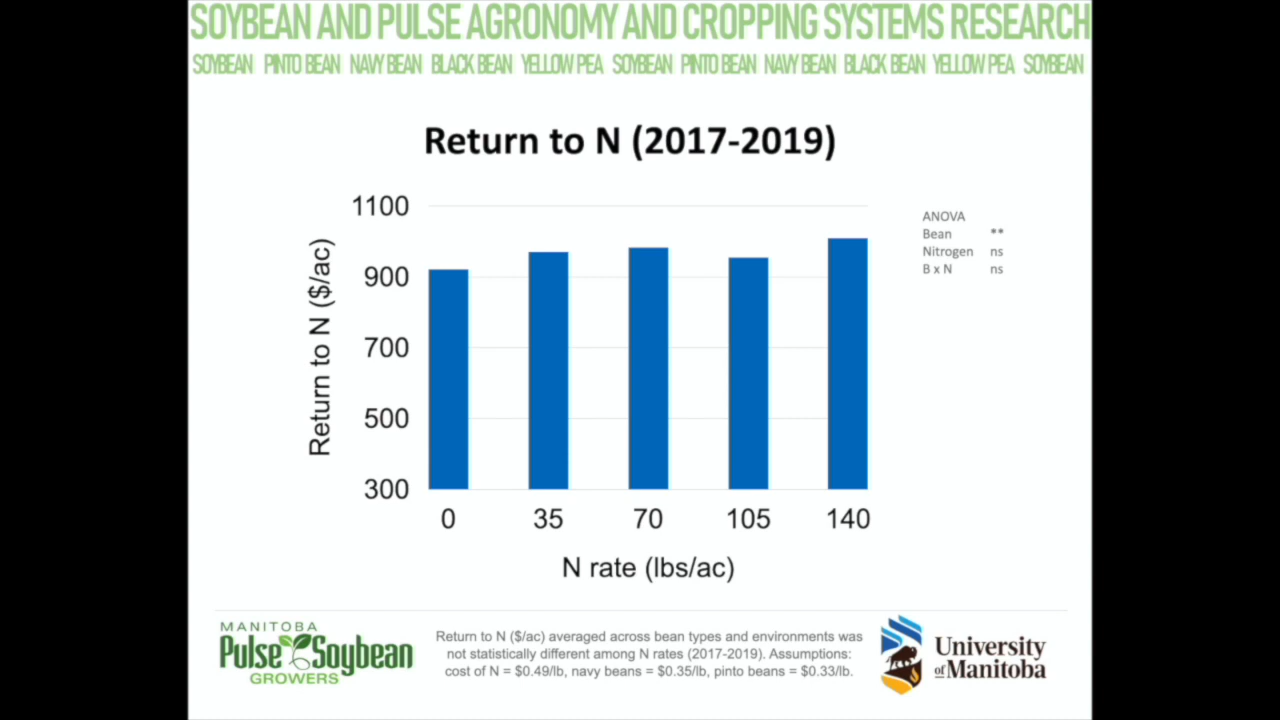 SOYBEAN AND PULSE AGRONOMY AND CROPPING SYSTEMS RESEARCH
SOYBEAN PINTO BEAN NAVY BEAN BLACK BEAN YELLOW PEA SOYBEAN PINTO BEAN NAVY BEAN BLACK BEAN YELLOW PEA SOYBEAN
Return to N (2017-2019)
Return to N ($/ac)
1100
900
700
500
300
0 35 70 105 140
N rate (lbs/ac)
ANOVA
Bean **
Nitrogen ns
B x N ns
MANITOBA
Pulse Soybean
GROWERS
Return to N ($/ac) averaged across bean types and environments was
not statistically different among N rates (2017-2019). Assumptions:
cost of N = $0.49/lb, navy beans = $0.35/lb, pinto beans = $0.33/lb.
University
of Manitoba